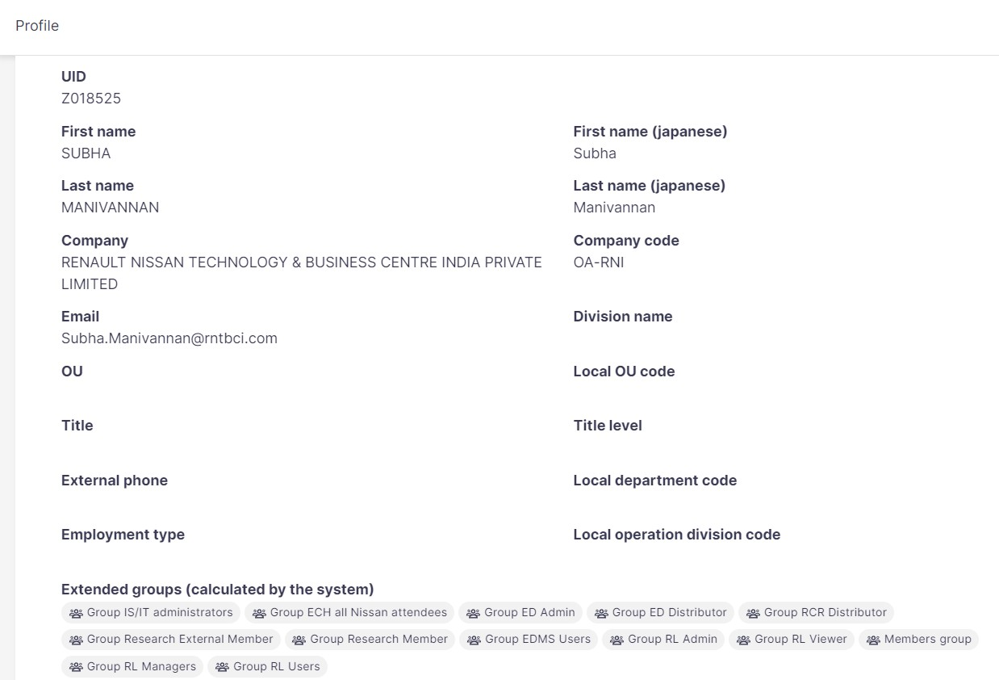 Profile
UID
Z018525
First name
First name (japanese)
SUBHA
Subha
Last name
Last name (japanese)
MANIVANNAN
Manivannan
Company
Company code
RENAULT NISSAN TECHNOLOGY & BUSINESS CENTRE INDIA PRIVATE
LIMITED
OA-RNI
Email
Division name
Subha.Manivannan@rntbci.com
OU
Local OU code
Title
Title level
External phone
Local department code
Employment type
Local operation division code
Extended groups (calculated by the system)
Group IS/IT administrators Group ECH all Nissan attendees Group ED Admin Group ED Distributor Group RCR Distributor
Group Research External Member Group Research Member Group EDMS Users Group RL Admin Group RL Viewer Members group
Group RL Managers Group RL Users